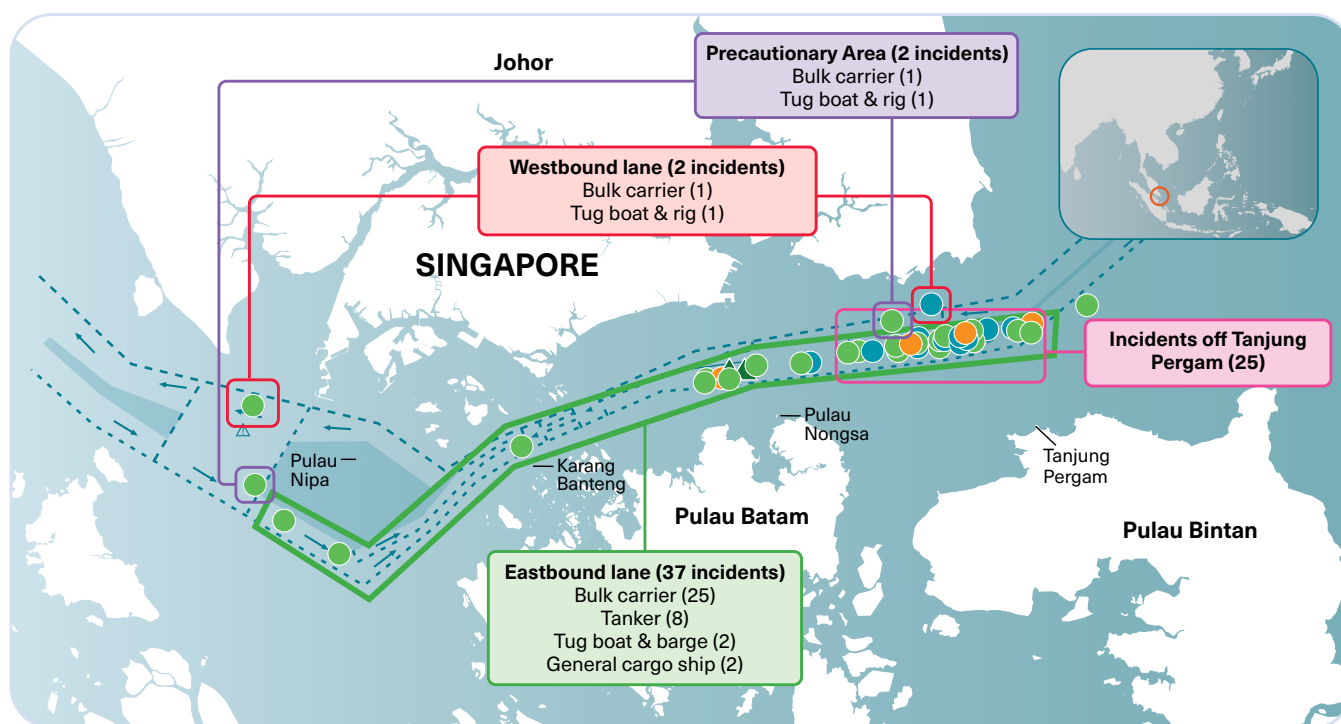 Johor
Precautionary Area (2 incidents)
Bulk carrier (1)
Tug boat & rig (1)
Westbound lane (2 incidents)
Bulk carrier (1)
Tug boat & rig (1)
SINGAPORE
Incidents off Tanjung
Pergam (25)
Pulau
Nipa
Karang
Banteng
Pulau
Nongsa
Tanjung
Pergam
Pulau Batam
Pulau Bintan
Eastbound lane (37 incidents)
Bulk carrier (25)
Tanker (8)
Tug boat & barge (2)
General cargo ship (2)